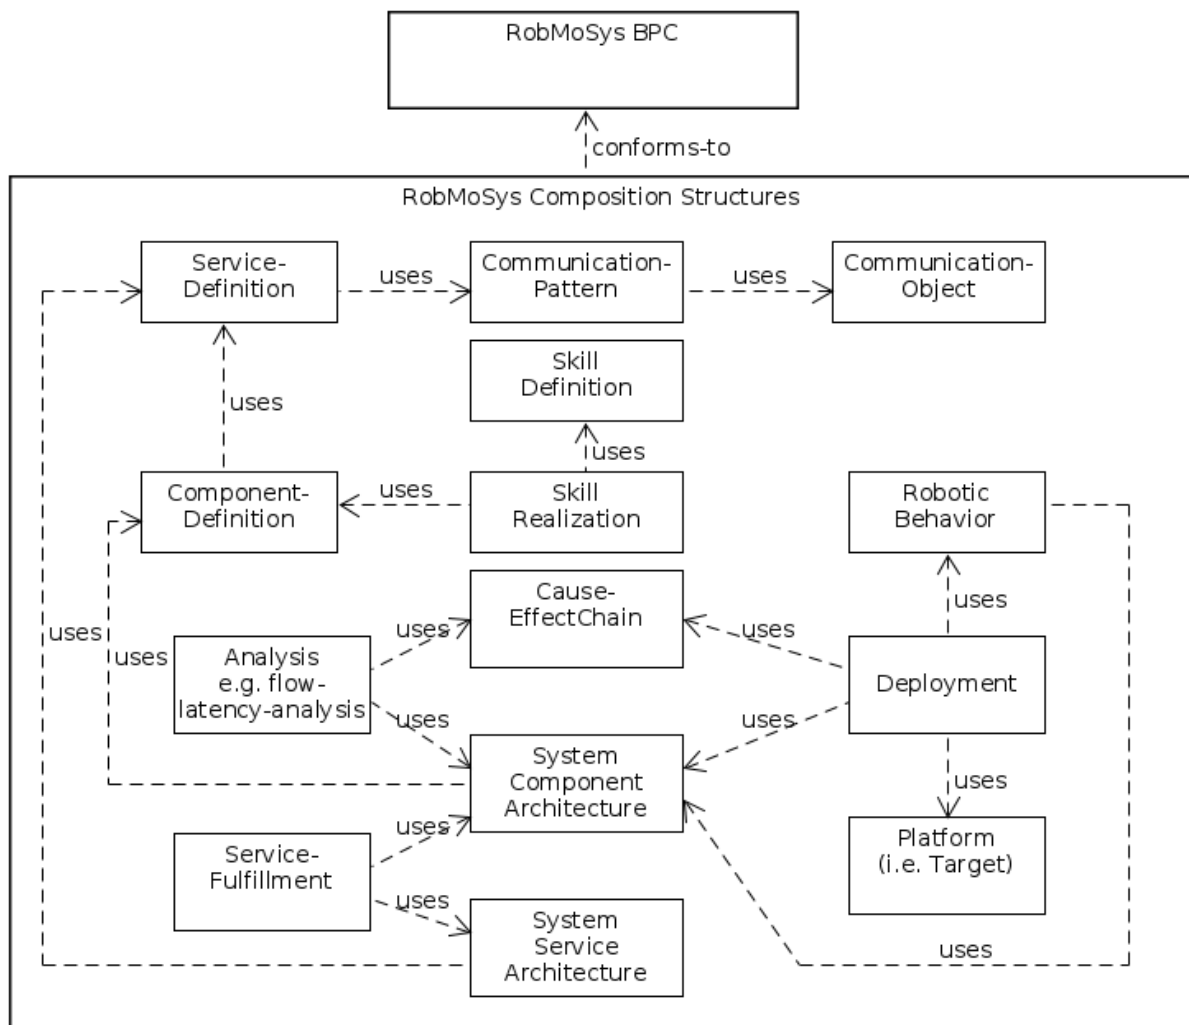 RobMoSys BPC
conforms-to
RobMoSys Composition Structures
Service-
Definition
uses
Communication-
Pattern
uses
Communication-
Object
Skill
Definition
uses
uses
Component-
Definition
uses
Skill
Realization
Robotic
Behavior
Cause-
EffectChain
uses
uses
uses
uses
uses
Analysis
e.g. flow-
latency-analysis
Deployment
uses
uses
System
Component
Architecture
uses
uses
Service-
Fulfillment
Platform
(i.e. Target)
uses
System
Service
Architecture
uses